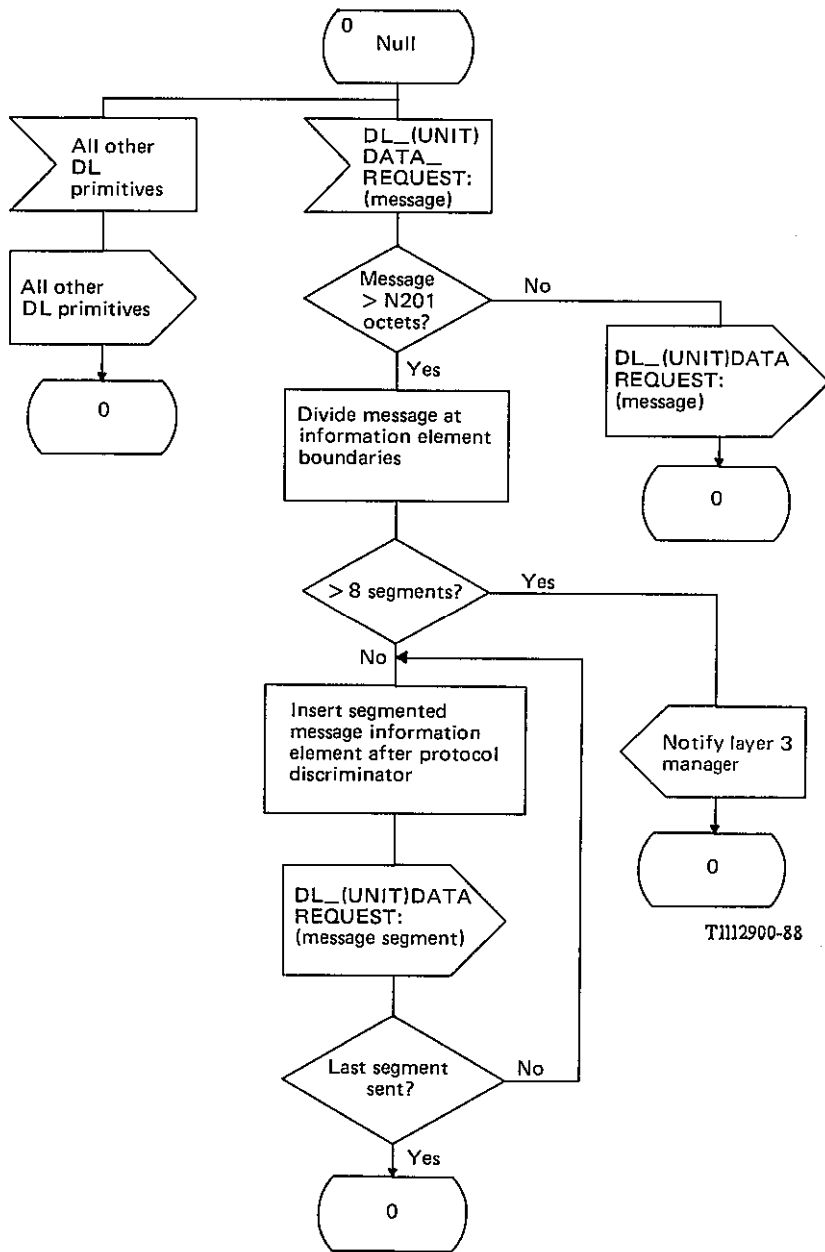 0
Null
All other
DL
primitives
DL_(UNIT)
DATA_
REQUEST:
(message)
All other
DL primitives
Message
> N201
octets?
No
Yes
DL_(UNIT)DATA
REQUEST:
(message)
0
Divide message at
information element
boundaries
0
> 8 segments?
Yes
No
Insert segmented
message information
element after protocol
discriminator
Notify layer 3
manager
0
DL_(UNIT)DATA
REQUEST:
(message segment)
T1112900-88
Last segment
sent?
No
Yes
0